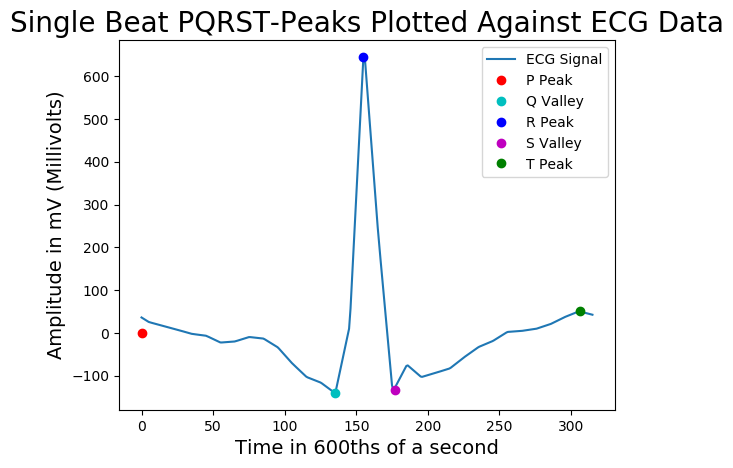 Single Beat PQRST-Peaks Plotted Against ECG Data
Amplitude in mV (Millivolts)
600
500
400
300
200
100
0
−100
ECG Signal
P Peak
Q Valley
R Peak
S Valley
T Peak
0 50 100 150 200 250 300
Time in 600ths of a second